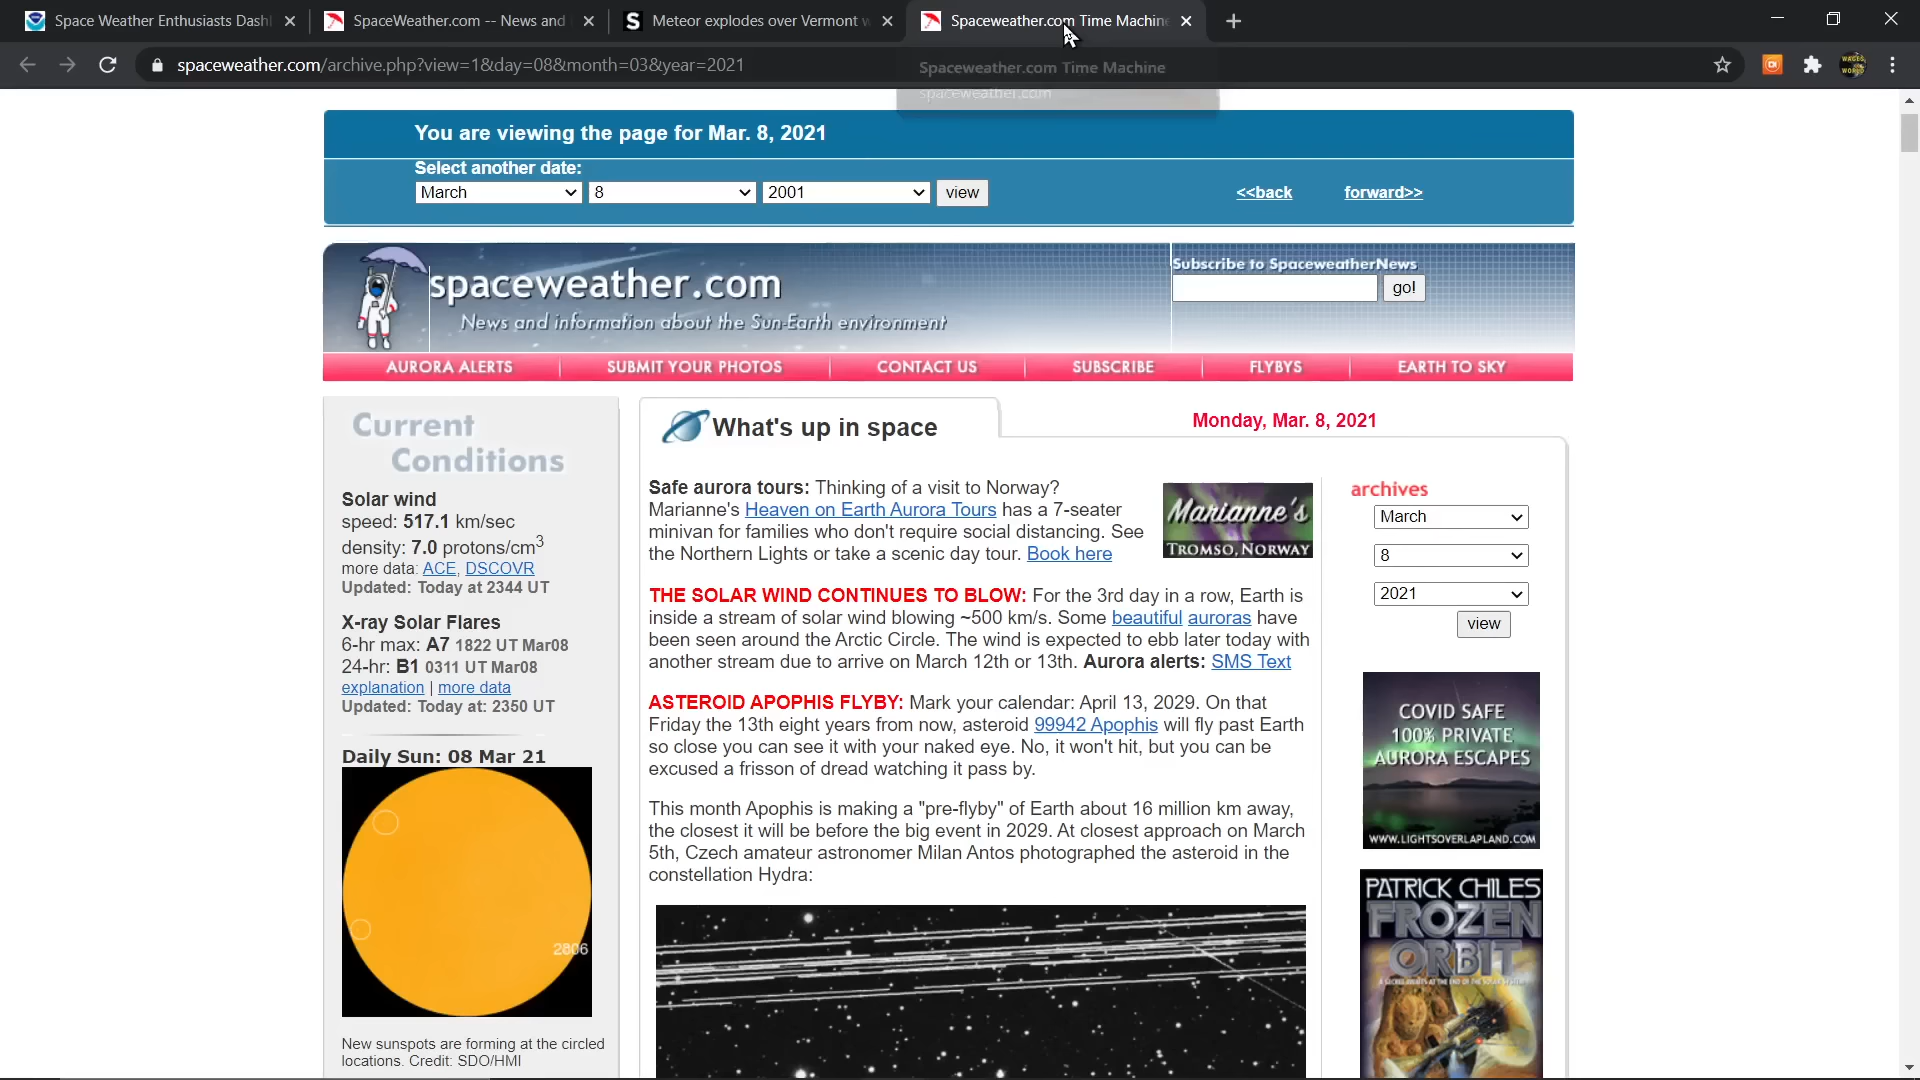 Space Weather Enthusiasts Dash
SpaceWeather.com -- News and
Meteor explodes over Vermont w
Spaceweather.com Time Machine
spaceweather.com/archive.php?view=1&day=08&month=03&year=2021
Spaceweather.com Time Machine
spaceweather.com
You are viewing the page for Mar. 8, 2021
Select another date:
March 8 2001 view <<back forward>>
spaceweather.com
News and information about the Sun-Earth environment
Subscribe to SpaceweatherNews
go!
AURORA ALERTS SUBMIT YOUR PHOTOS CONTACT US SUBSCRIBE FLYBYS EARTH TO SKY
Current
Conditions
Solar wind
speed: 517.1 km/sec
density: 7.0 protons/cm3
more data: ACE, DSCOVR
Updated: Today at 2344 UT
X-ray Solar Flares
6-hr max: A7 1822 UT Mar08
24-hr: B1 0311 UT Mar08
explanation | more data
Updated: Today at: 2350 UT
Daily Sun: 08 Mar 21
2806
New sunspots are forming at the circled
locations. Credit: SDO/HMI
What's up in space
Monday, Mar. 8, 2021
Safe aurora tours: Thinking of a visit to Norway?
Marianne's Heaven on Earth Aurora Tours has a 7-seater
minivan for families who don't require social distancing. See
the Northern Lights or take a scenic day tour. Book here
Marianne's
TROMSO, NORWAY
THE SOLAR WIND CONTINUES TO BLOW: For the 3rd day in a row, Earth is
inside a stream of solar wind blowing ~500 km/s. Some beautiful auroras have
been seen around the Arctic Circle. The wind is expected to ebb later today with
another stream due to arrive on March 12th or 13th. Aurora alerts: SMS Text
ASTEROID APOPHIS FLYBY: Mark your calendar: April 13, 2029. On that
Friday the 13th eight years from now, asteroid 99942 Apophis will fly past Earth
so close you can see it with your naked eye. No, it won't hit, but you can be
excused a frisson of dread watching it pass by.
This month Apophis is making a "pre-flyby" of Earth about 16 million km away,
the closest it will be before the big event in 2029. At closest approach on March
5th, Czech amateur astronomer Milan Antos photographed the asteroid in the
constellation Hydra:
archives
March
8
2021
view
COVID SAFE
100% PRIVATE
AURORA ESCAPES
WWW.LIGHTSOVERLAPLAND.COM
PATRICK CHILES
FROZEN
ORBIT
A SECRET AWAITS AT THE END OF THE SOLAR SYSTEM